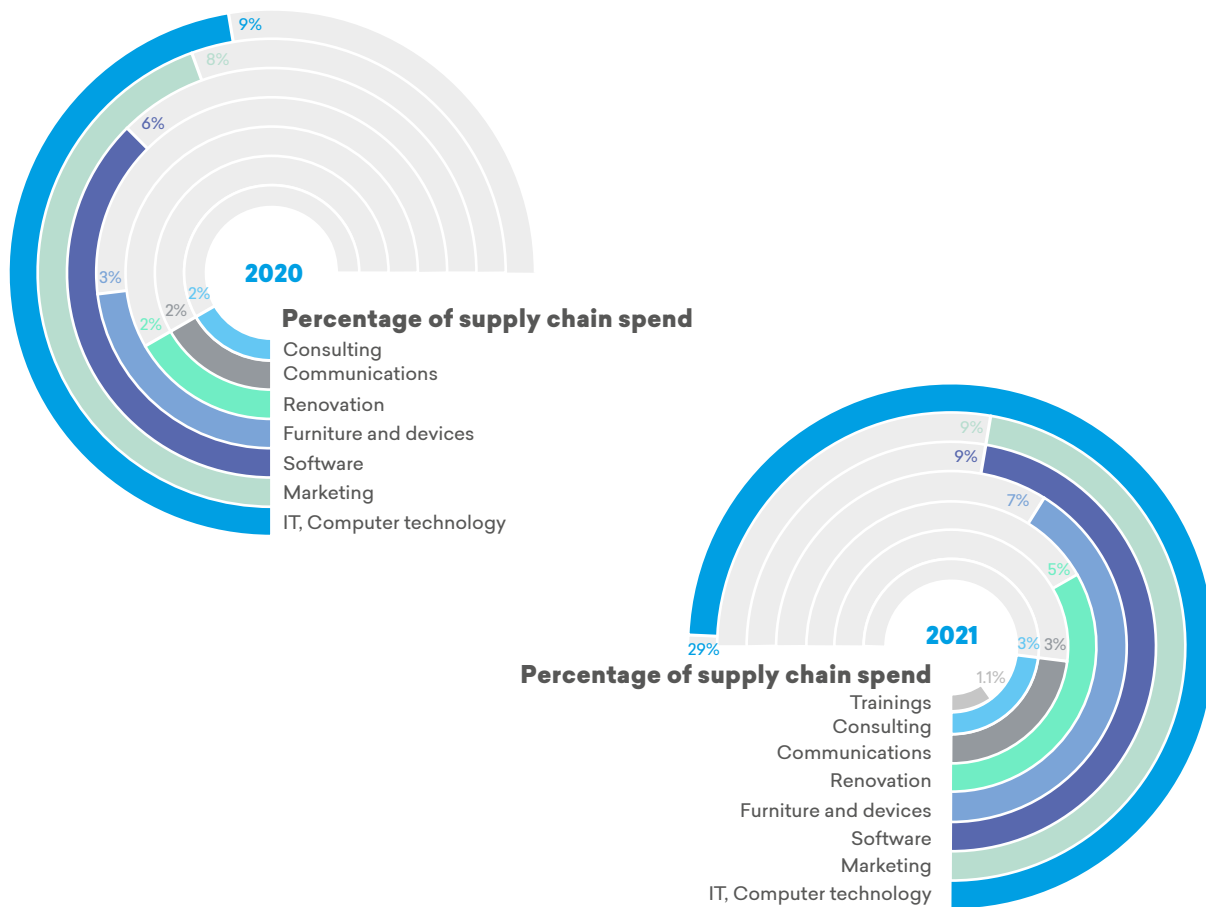 9%
8%
6%
3%
2%
2%
2%
2020
Percentage of supply chain spend
Consulting
Communications
Renovation
Furniture and devices
Software
Marketing
IT, Computer technology
9%
9%
7%
5%
3%
3%
29%
2021
Percentage of supply chain spend
1.1%
Trainings
Consulting
Communications
Renovation
Furniture and devices
Software
Marketing
IT, Computer technology